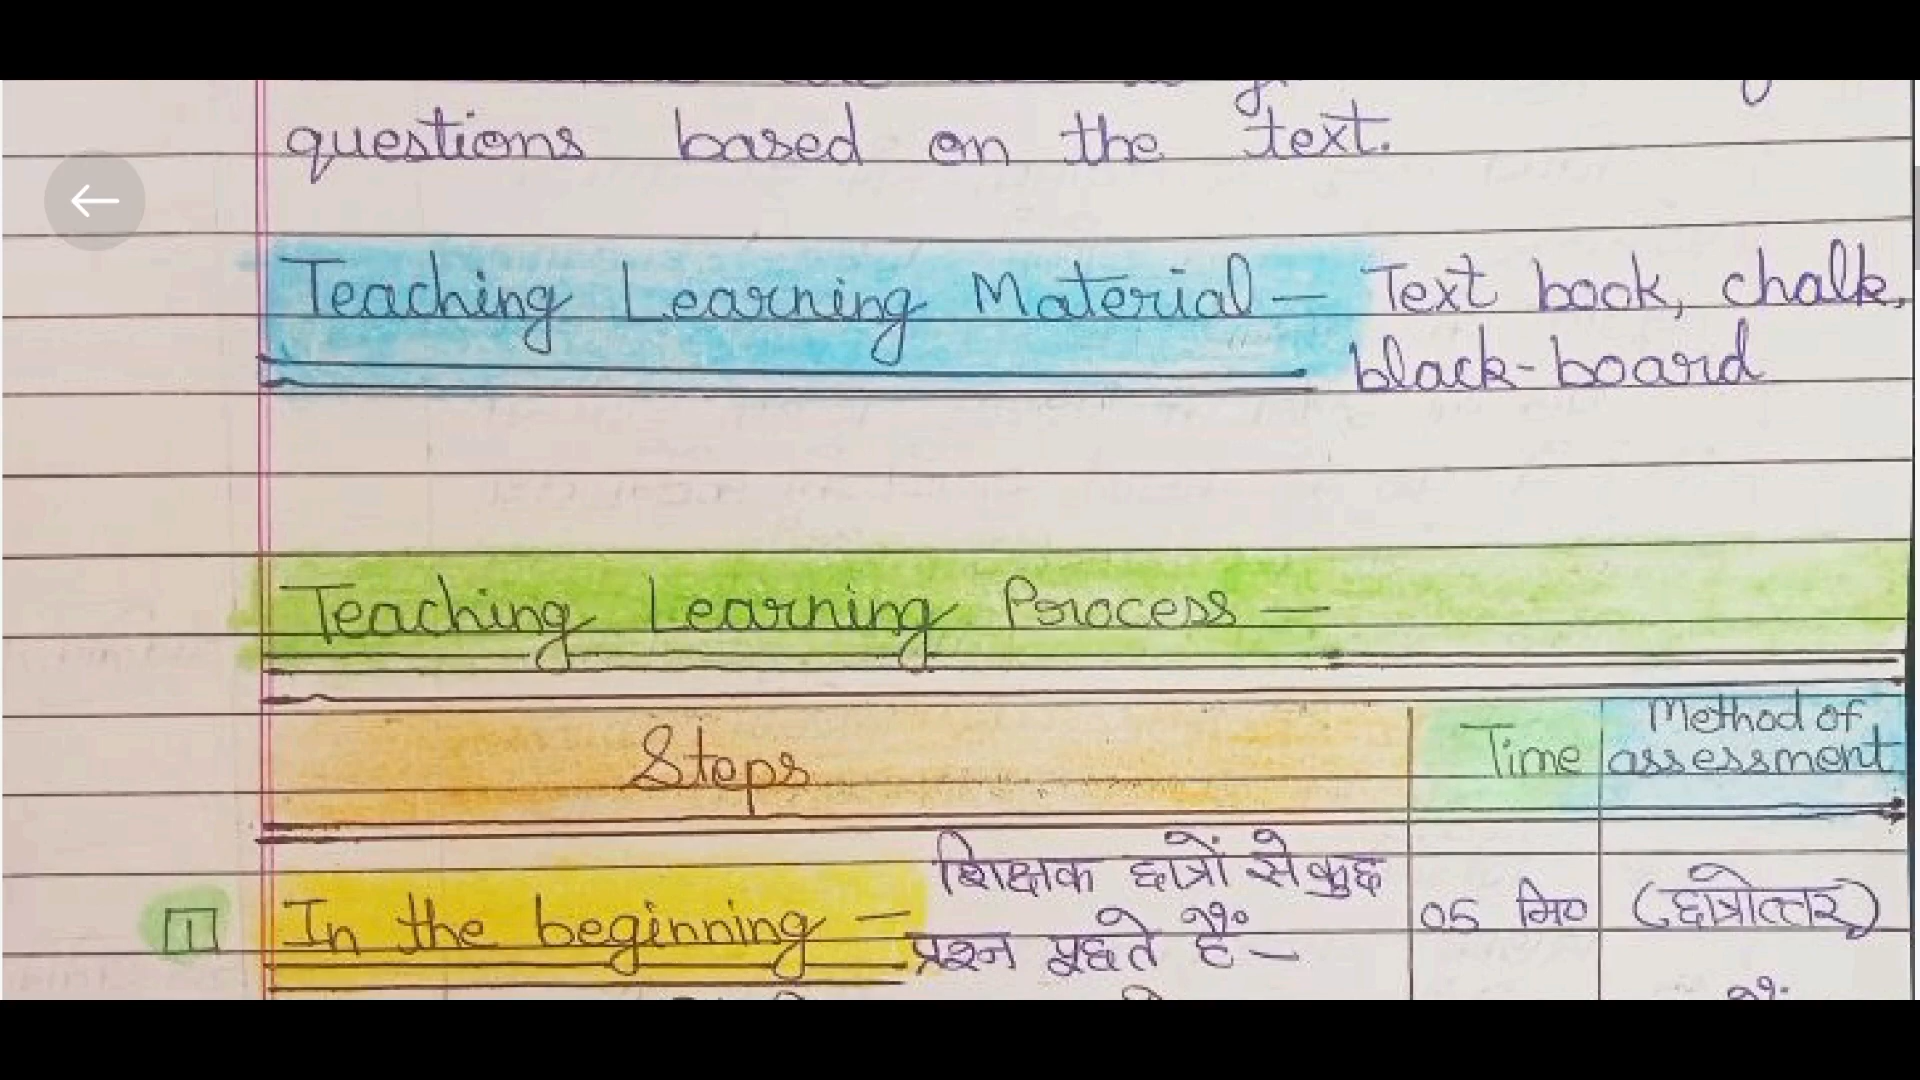 questions based on the text.
Teaching Learning Material — Text book, chalk,
black-board
Teaching Learning Process —
Steps
Time
Method of
assessment
1
In the beginning —
शिक्षक छात्रों से कुछ
प्रश्न पूछते हैं—
05 मि०
(छात्रोत्तर)